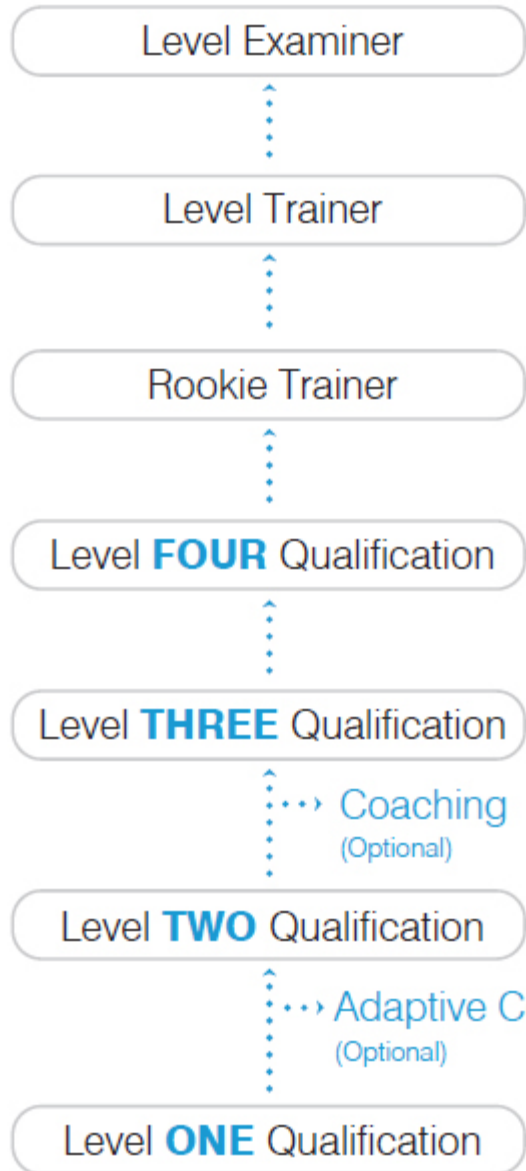 Level Examiner
Level Trainer
Rookie Trainer
Level FOUR Qualification
Level THREE Qualification
Coaching
(Optional)
Level TWO Qualification
Adaptive C
(Optional)
Level ONE Qualification